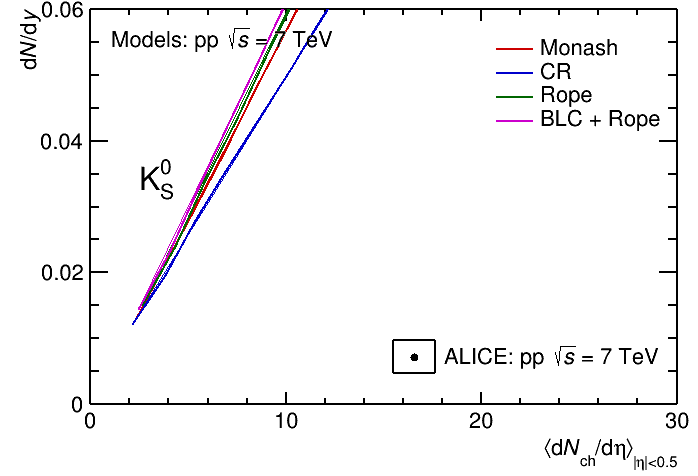 0.06
dN/dy
Models: pp √s = 7 TeV
Monash
CR
Rope
BLC + Rope
0.04
K⁰S
0.02
ALICE: pp √s = 7 TeV
0
0 10 20 30
⟨dNch/dη⟩|η|<0.5